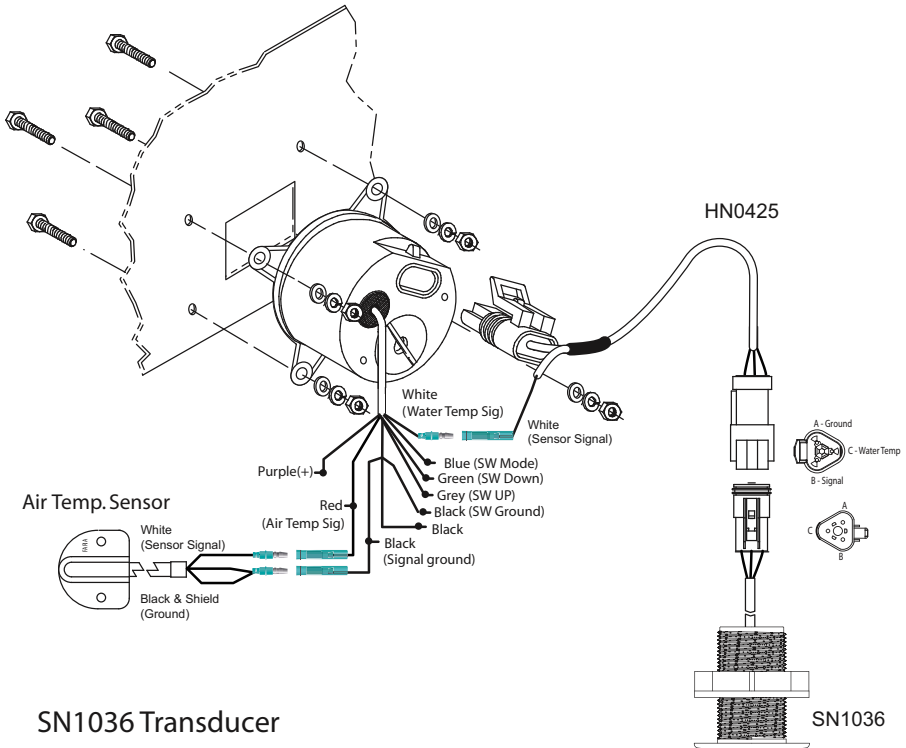 HN0425
White
(Water Temp Sig)
White
(Sensor Signal)
A - Ground
C - Water Temp
B - Signal
Purple(+)
Blue (SW Mode)
Green (SW Down)
Grey (SW UP)
Black (SW Ground)
Black
Red
(Air Temp Sig)
Black
(Signal ground)
Air Temp. Sensor
White
(Sensor Signal)
FARIA
Black & Shield
(Ground)
A
C
B
SN1036 Transducer
SN1036